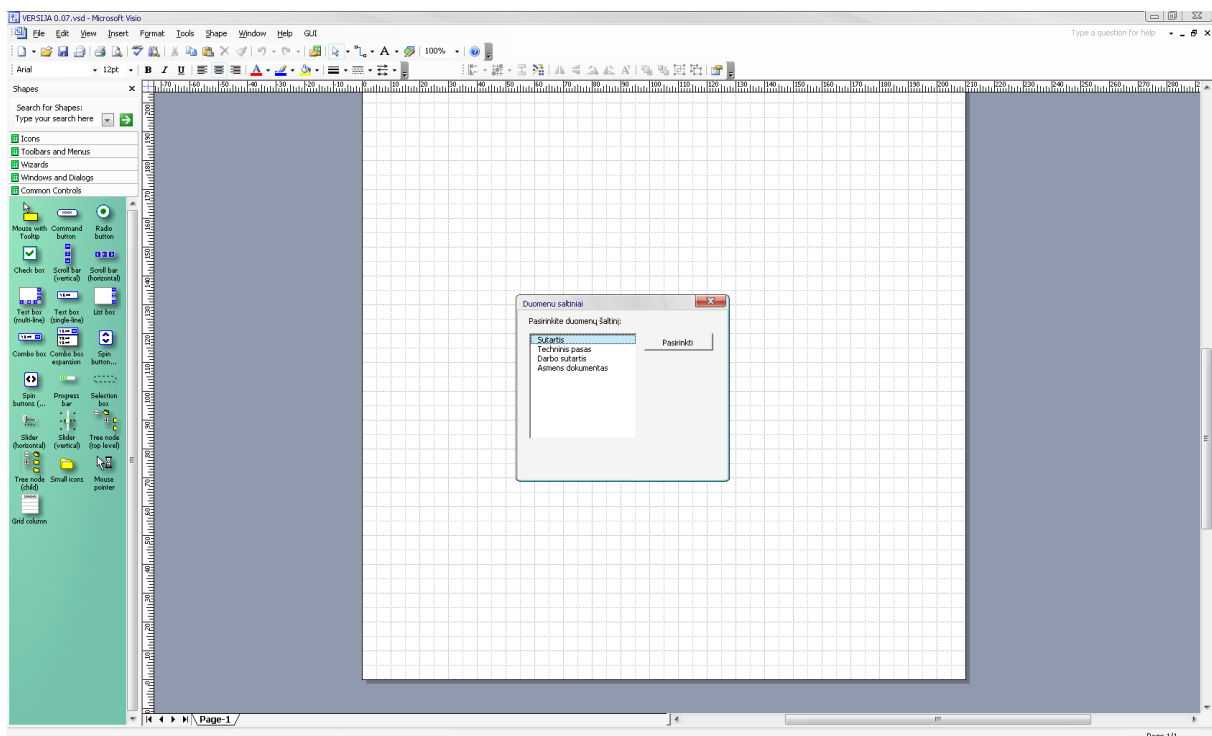 VERSIJA 0.07.vsd - Microsoft Visio
File Edit View Insert Format Tools Shape Window Help GUI
Type a question for help
100%
Arial
12pt
Shapes
Search for Shapes:
Type your search here
Icons
Toolbars and Menus
Wizards
Windows and Dialogs
Common Controls
Mouse with Tooltip
Command button
Radio button
Check box
Scroll bar (vertical)
Scroll bar (horizontal)
Text box (multi-line)
Text box (single-line)
List box
Combo box
Combo box expansion
Spin button...
Spin buttons (...
Progress bar
Selection box
Slider (horizontal)
Slider (vertical)
Tree node (top level)
Tree node (child)
Small icons
Mouse pointer
Grid column
Duomenu saltiniai
Pasirinkite duomenų šaltinį:
Sutartis
Techninis pasas
Darbo sutartis
Asmens dokumentas
Pasirinkti
Page-1
Page 1/1